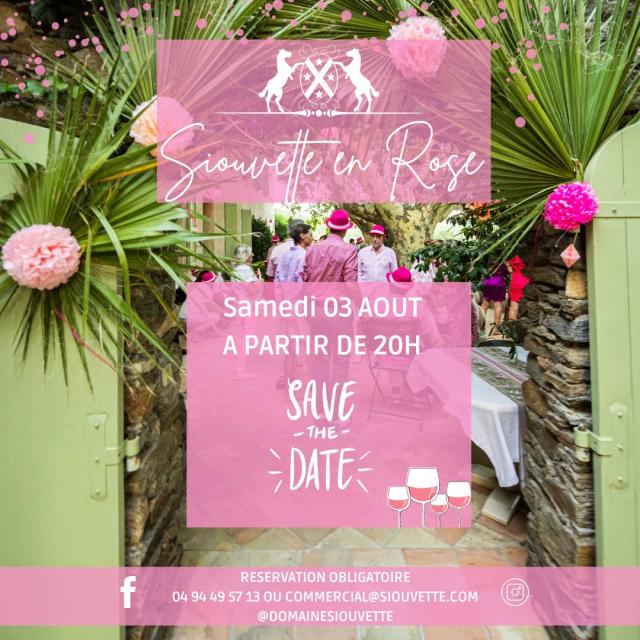 Siouvette en Rose
Samedi 03 AOUT
A PARTIR DE 20H
SAVE
-THE-
DATE
RESERVATION OBLIGATOIRE
04 94 49 57 13 OU COMMERCIAL@SIOUVETTE.COM
@DOMAINESIOUVETTE